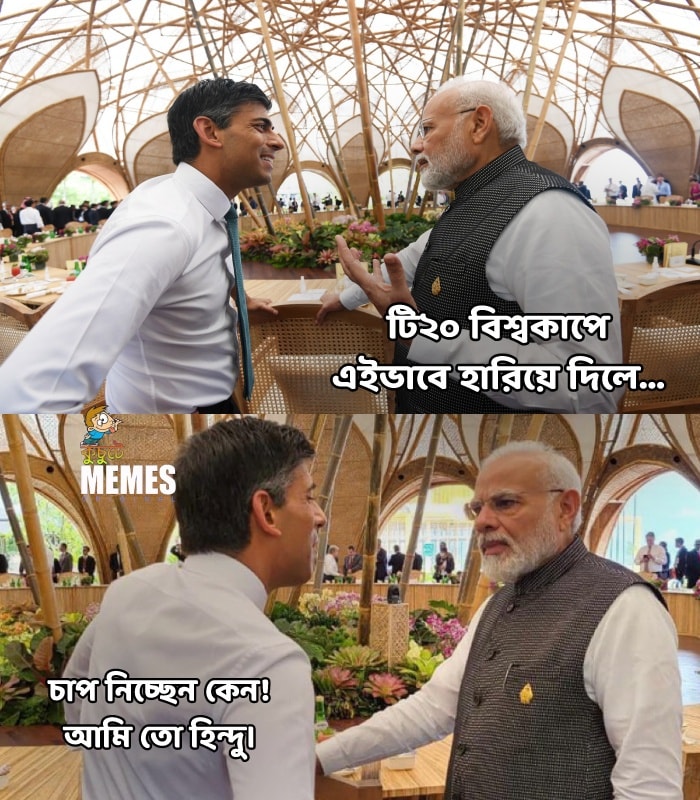 টি২০ বিশ্বকাপে
এইভাবে হারিয়ে দিলে...
MEMES
চাপ নিচ্ছেন কেন!
আমি তো হিন্দু।